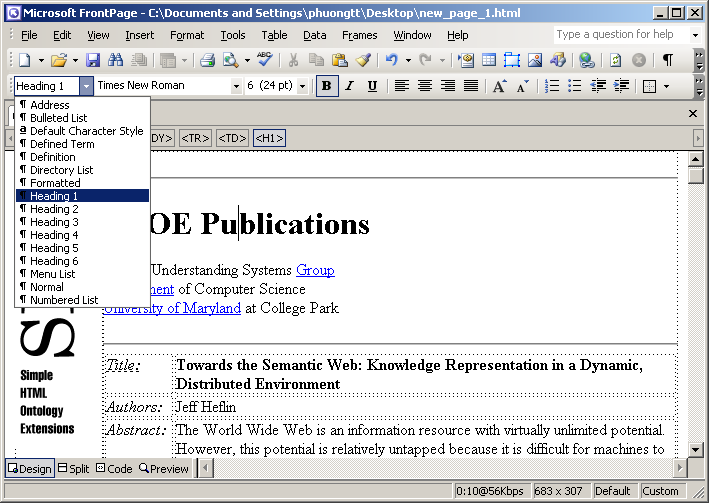 Microsoft FrontPage - C:\Documents and Settings\phuongtt\Desktop\new_page_1.html
File Edit View Insert Format Tools Table Data Frames Window Help Type a question for help
Heading 1 Times New Roman 6 (24 pt) B I U
Address
Bulleted List
a Default Character Style
Defined Term
Definition
Directory List
Formatted
Heading 1
Heading 2
Heading 3
Heading 4
Heading 5
Heading 6
Menu List
Normal
Numbered List
DY> <TR> <TD> <H1>
OE Publications
Understanding Systems Group
ment of Computer Science
University of Maryland at College Park
S
Simple
HTML
Ontology
Extensions
Title: Towards the Semantic Web: Knowledge Representation in a Dynamic,
Distributed Environment
Authors: Jeff Heflin
Abstract: The World Wide Web is an information resource with virtually unlimited potential.
However, this potential is relatively untapped because it is difficult for machines to
Design Split Code Preview
0:10@56Kbps 683 x 307 Default Custom